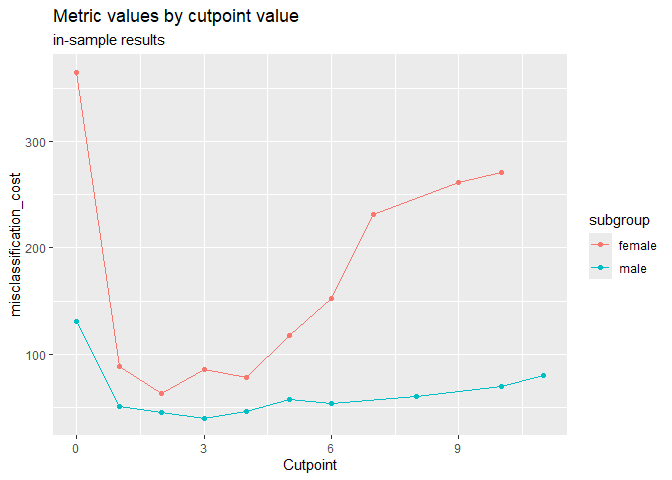 Metric values by cutpoint value
in-sample results
300
200
100
misclassification_cost
0
3
6
9
Cutpoint
subgroup
female
male